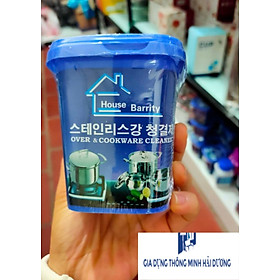 House Barrity
스테인리스강 청결제
OVER & COOKWARE CLEANER
GIA DỤNG THÔNG MINH HẢI DƯƠNG